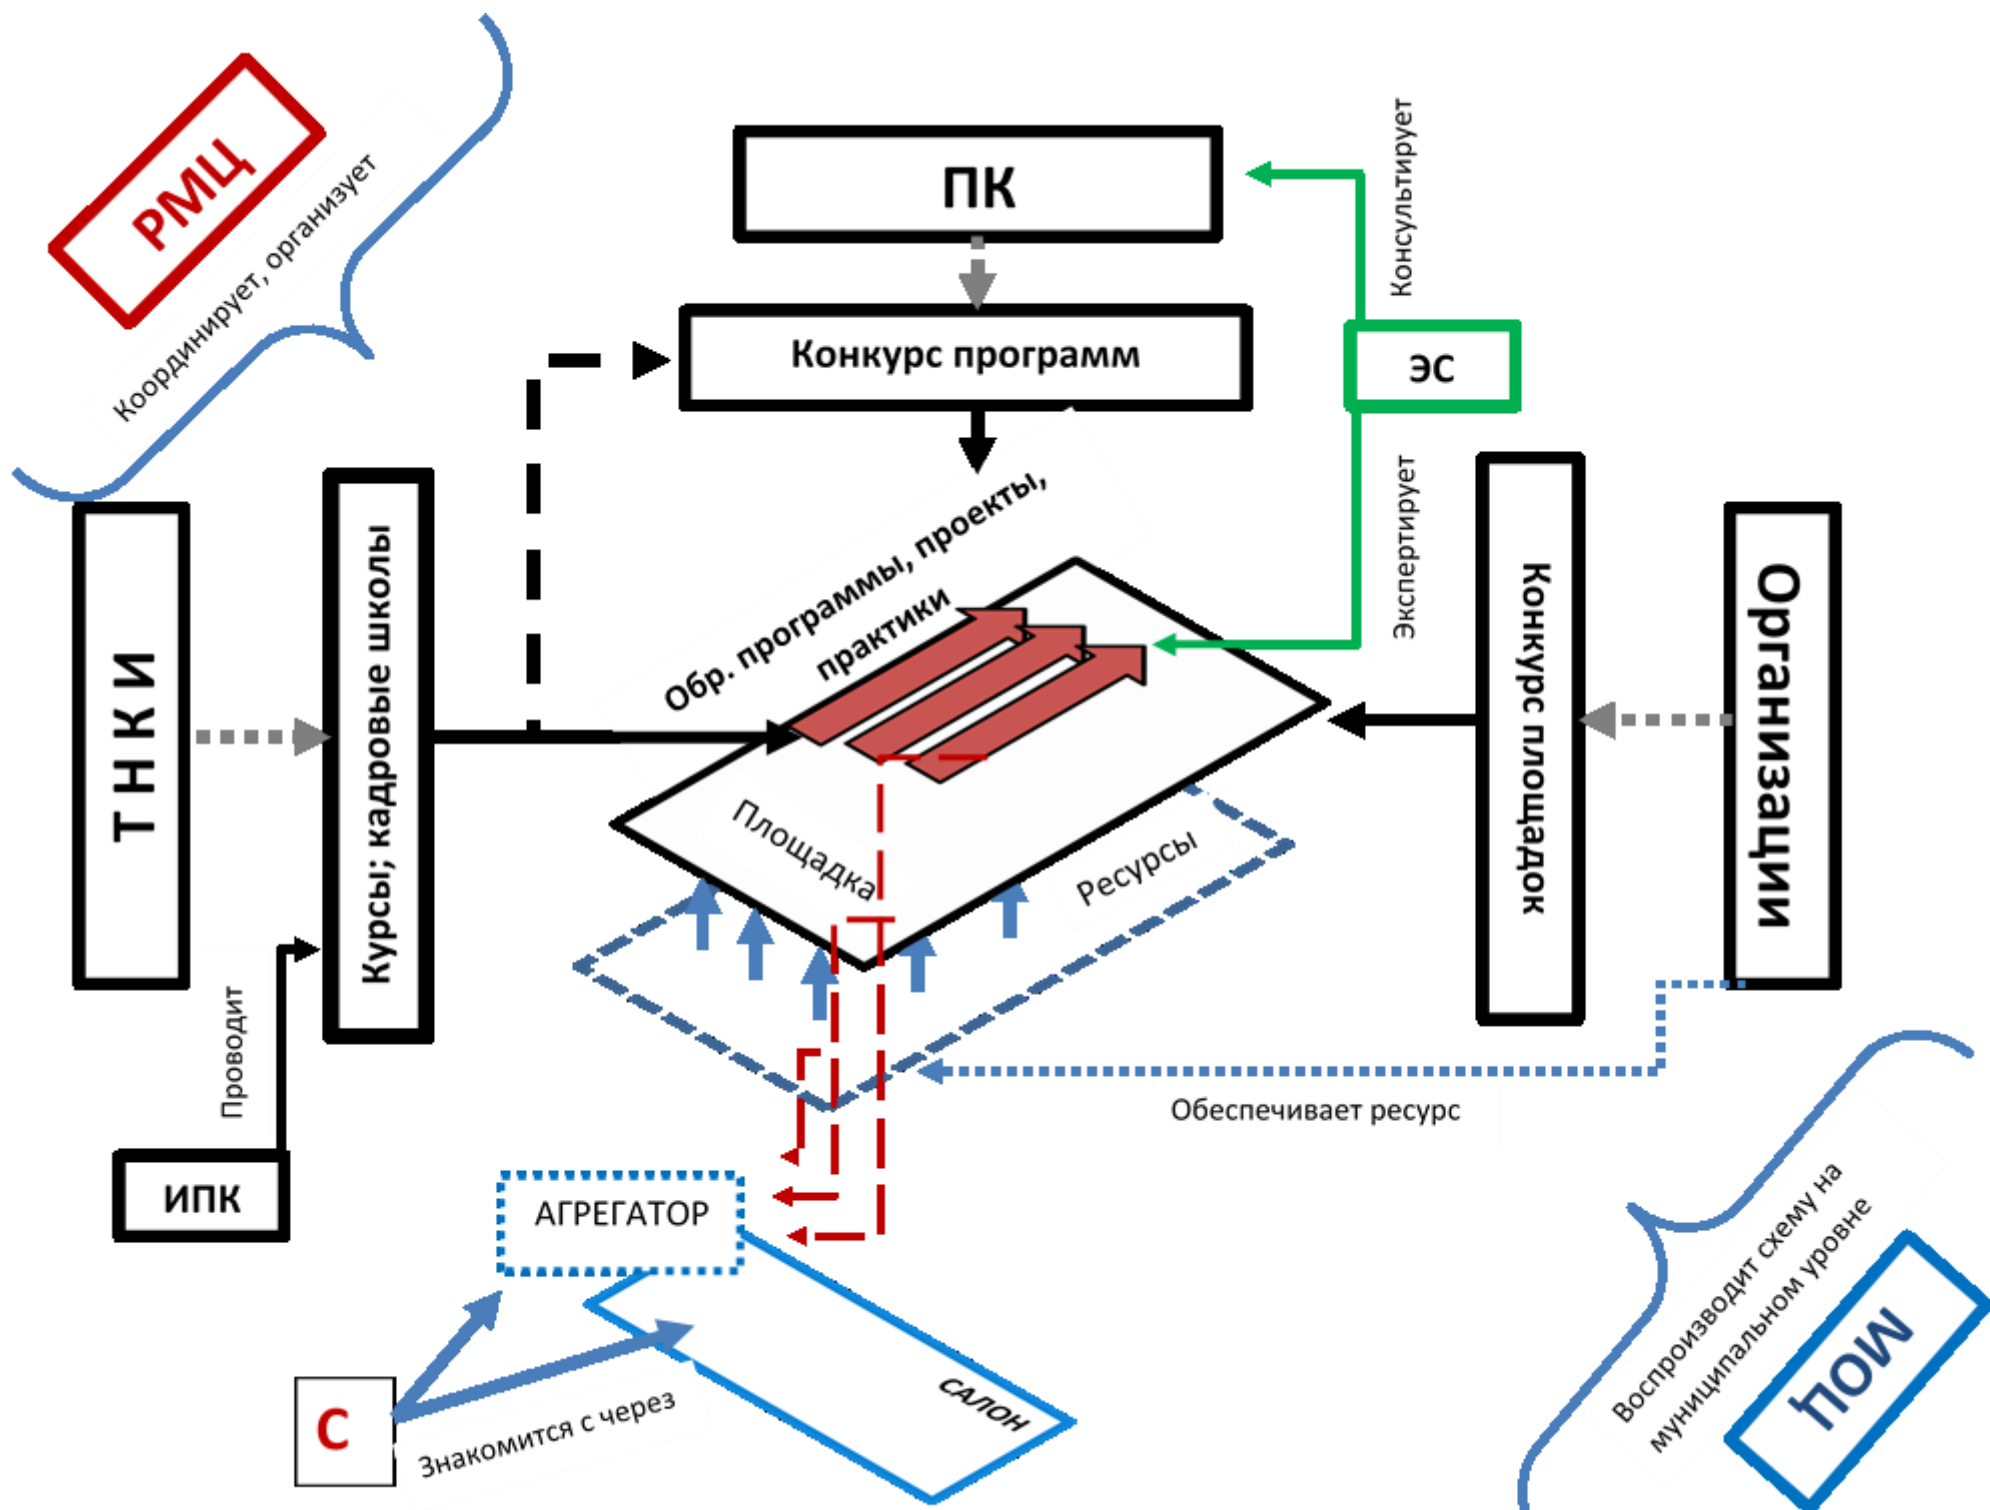 РМЦ
Координирует, организует
ПК
Консультирует
Конкурс программ
ЭС
Экспертирует
Обр. программы, проекты,
практики
Т Н К И
Курсы; кадровые школы
Конкурс площадок
Организации
Площадка
Ресурсы
Проводит
ИПК
Обеспечивает ресурс
АГРЕГАТОР
САЛОН
С
Знакомится с через
Воспроизводит схему на
муниципальном уровне
МОЦ